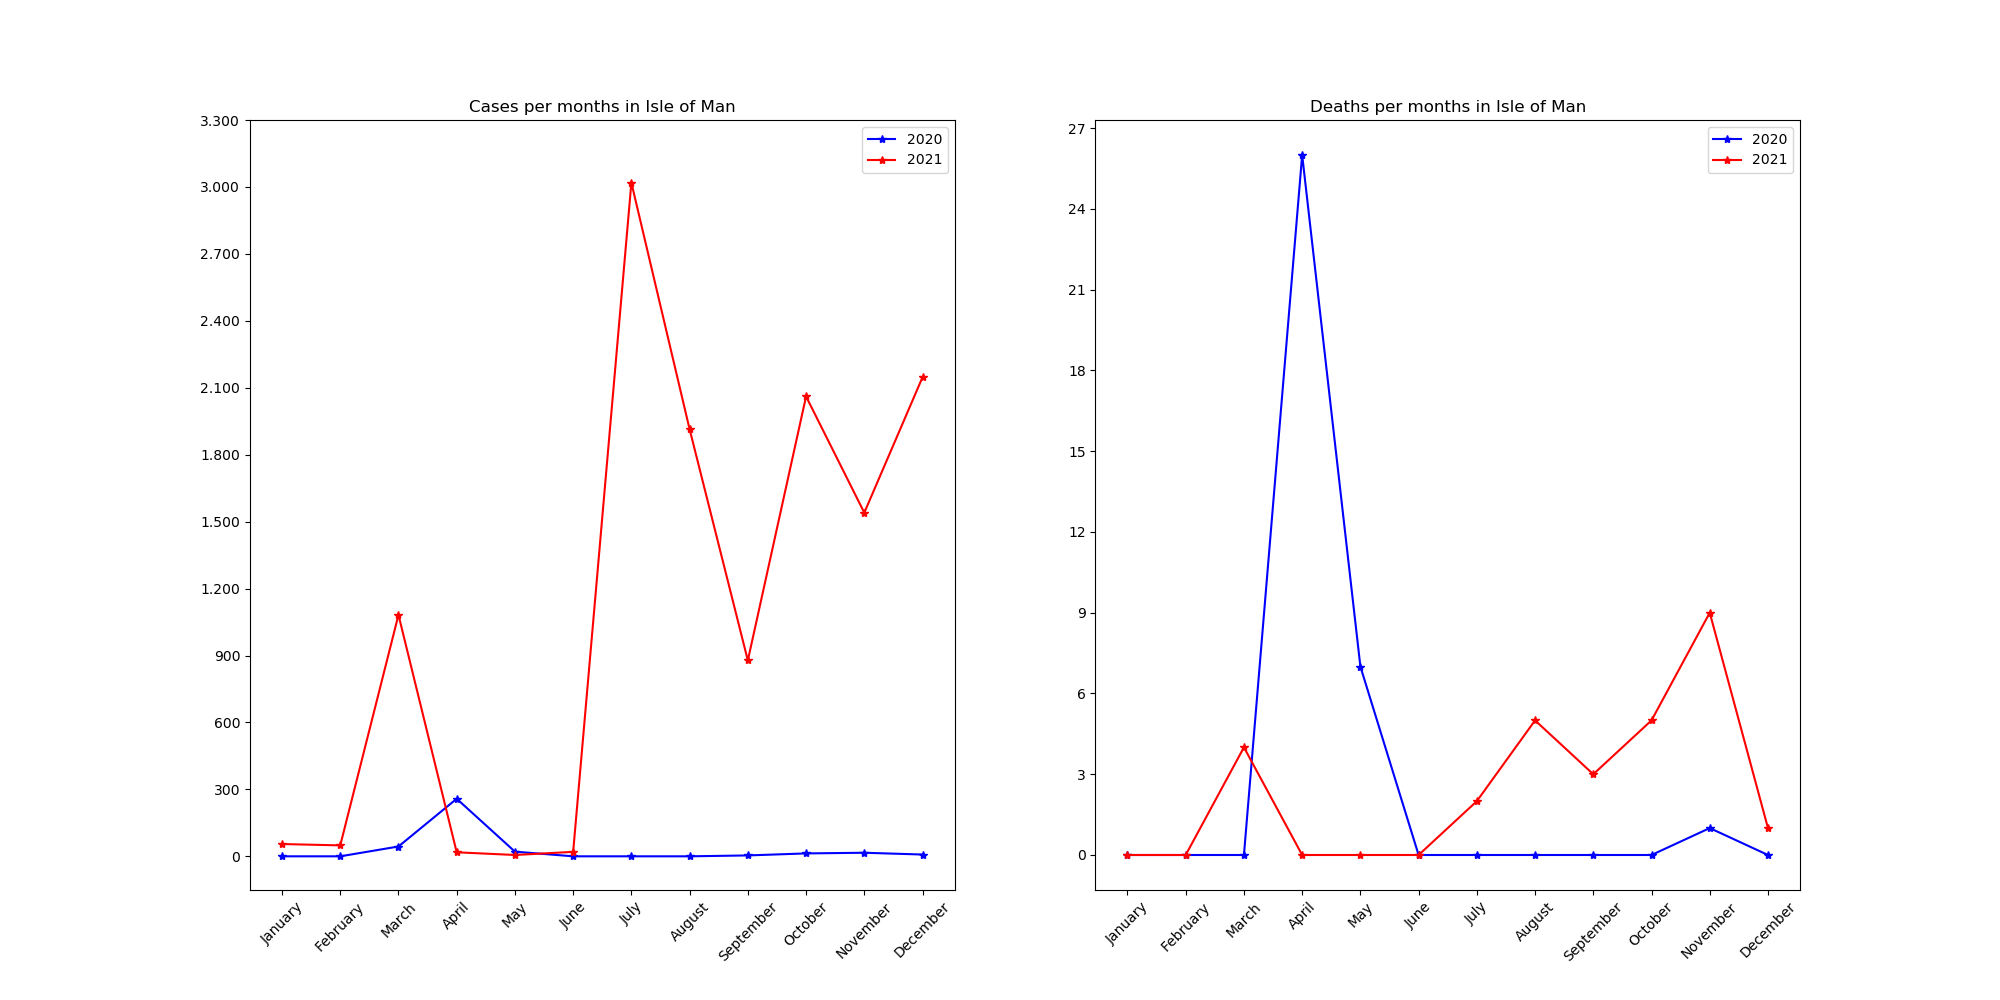 Cases per months in Isle of Man
3.300
3.000
2.700
2.400
2.100
1.800
1.500
1.200
900
600
300
0
2020
2021
January
February
March
April
May
June
July
August
September
October
November
December
Deaths per months in Isle of Man
27
24
21
18
15
12
9
6
3
0
2020
2021
January
February
March
April
May
June
July
August
September
October
November
December